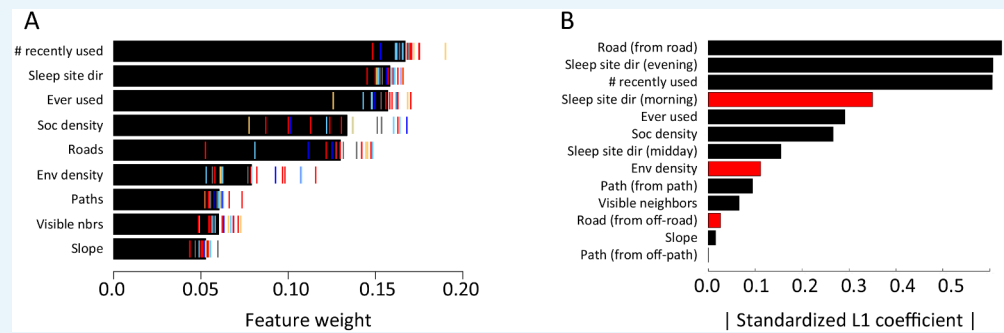 A
# recently used
Sleep site dir
Ever used
Soc density
Roads
Env density
Paths
Visible nbrs
Slope
0.0 0.05 0.10 0.15 0.20
Feature weight
B
Road (from road)
Sleep site dir (evening)
# recently used
Sleep site dir (morning)
Ever used
Soc density
Sleep site dir (midday)
Env density
Path (from path)
Visible neighbors
Road (from off-road)
Slope
Path (from off-path)
0.0 0.1 0.2 0.3 0.4 0.5
| Standardized L1 coefficient |